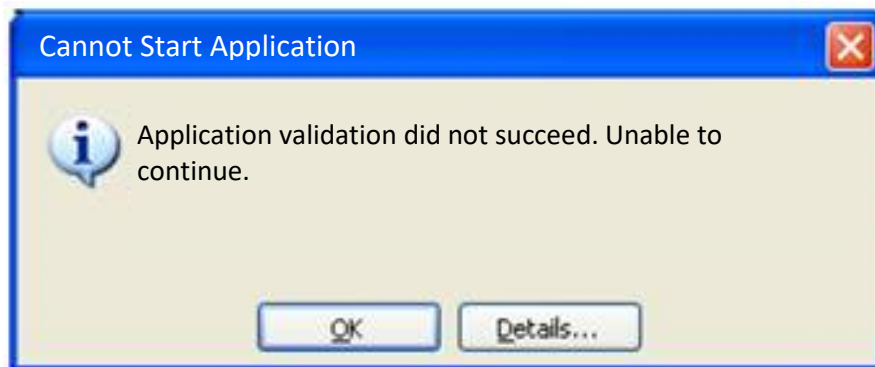 Cannot Start Application
Application validation did not succeed. Unable to
continue.
OK
Details...